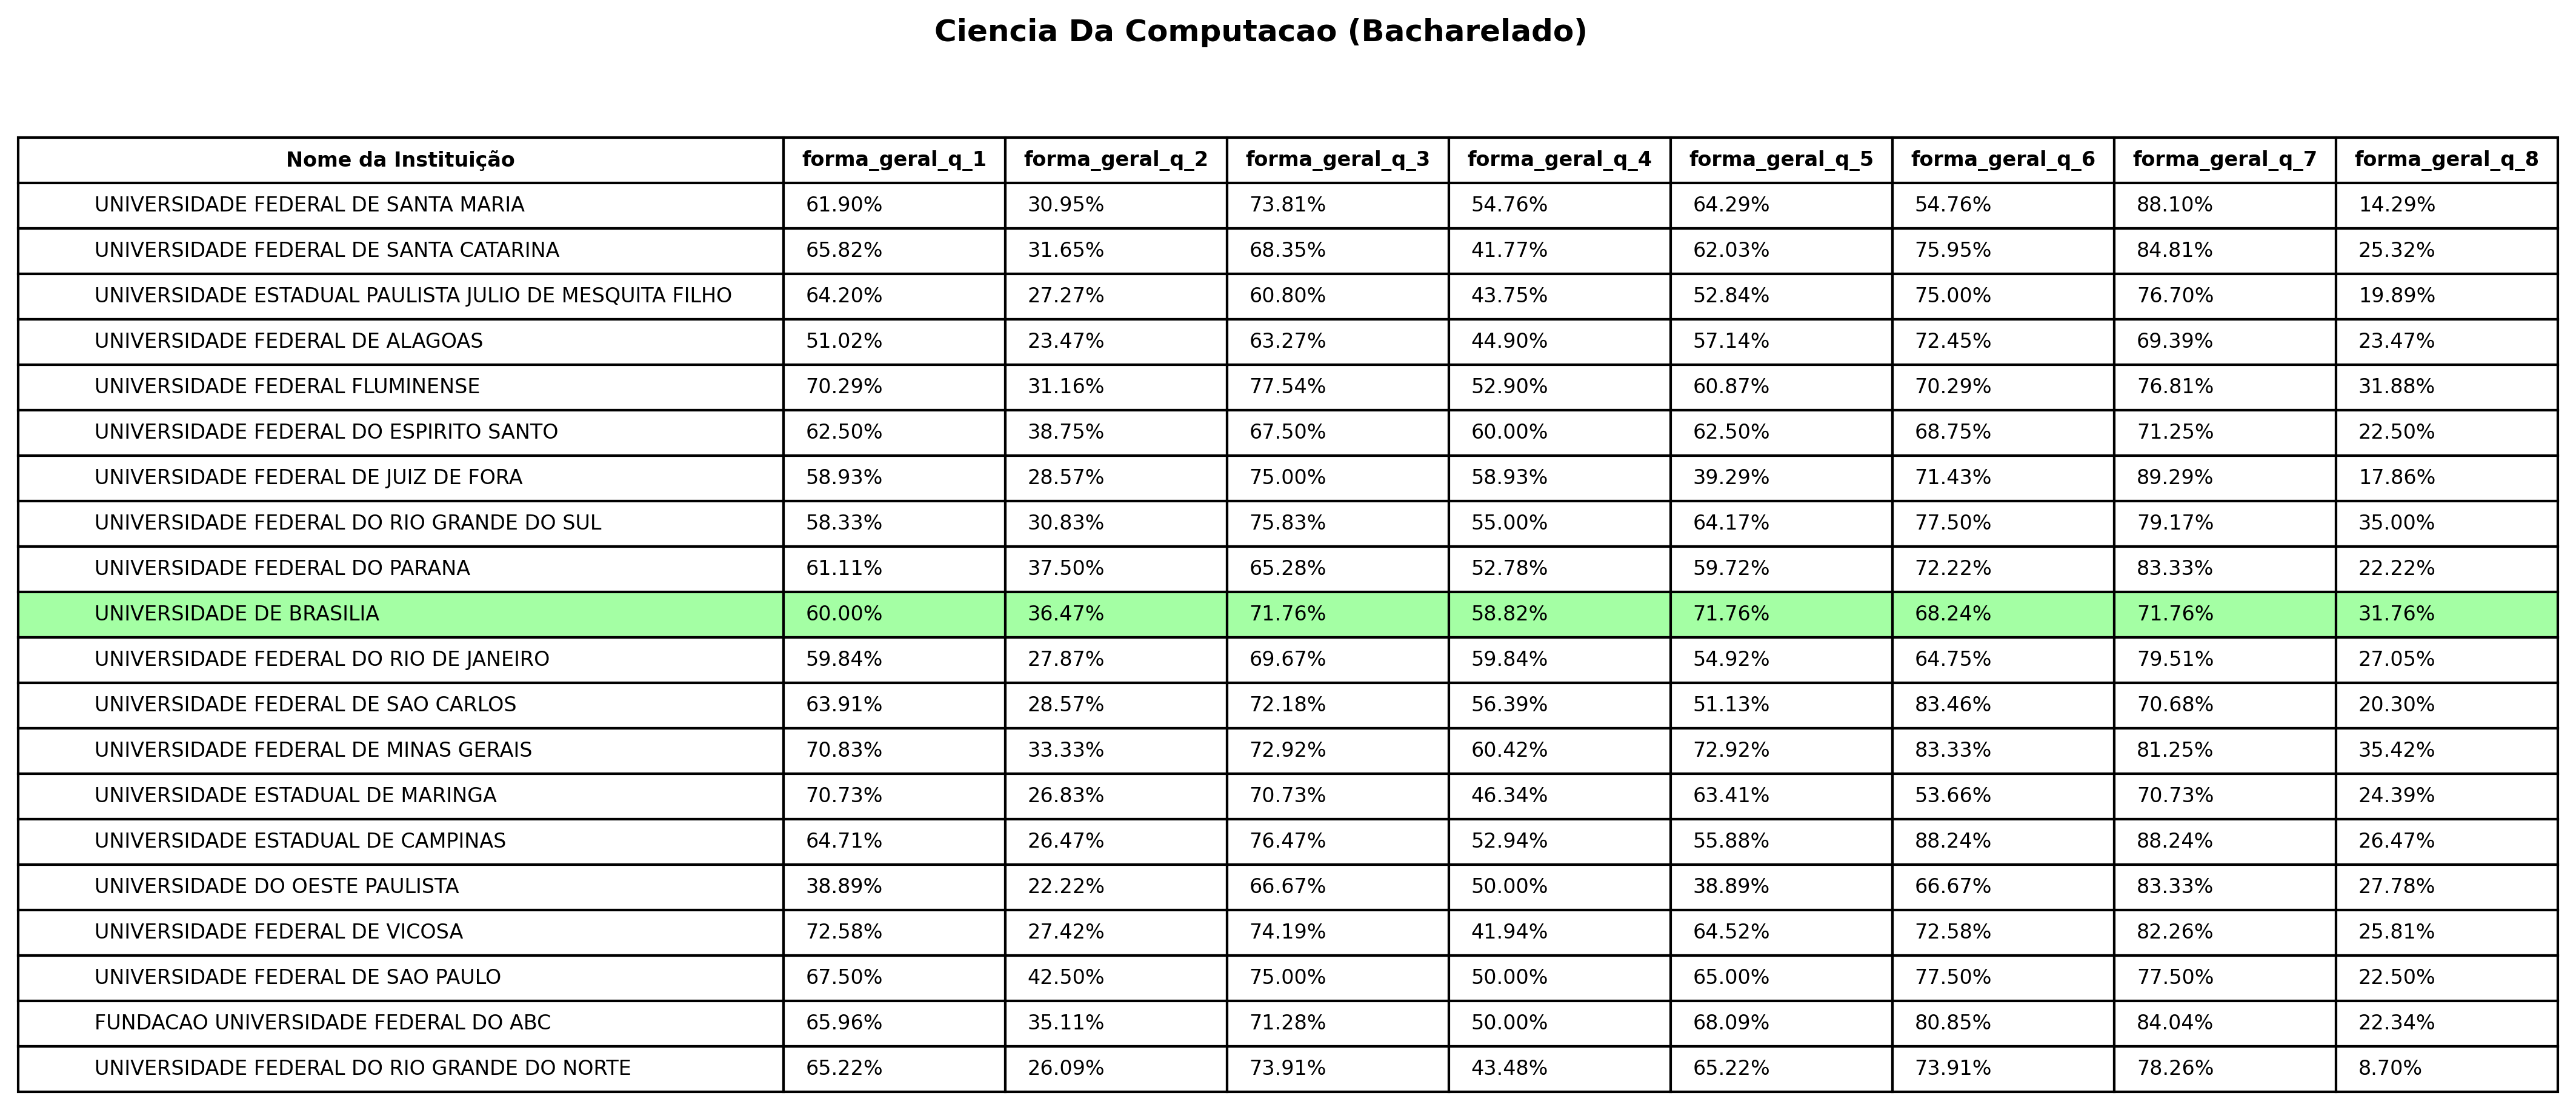 Ciencia Da Computacao (Bacharelado)
Nome da Instituição forma_geral_q_1 forma_geral_q_2 forma_geral_q_3 forma_geral_q_4 forma_geral_q_5 forma_geral_q_6 forma_geral_q_7 forma_geral_q_8
UNIVERSIDADE FEDERAL DE SANTA MARIA 61.90% 30.95% 73.81% 54.76% 64.29% 54.76% 88.10% 14.29%
UNIVERSIDADE FEDERAL DE SANTA CATARINA 65.82% 31.65% 68.35% 41.77% 62.03% 75.95% 84.81% 25.32%
UNIVERSIDADE ESTADUAL PAULISTA JULIO DE MESQUITA FILHO 64.20% 27.27% 60.80% 43.75% 52.84% 75.00% 76.70% 19.89%
UNIVERSIDADE FEDERAL DE ALAGOAS 51.02% 23.47% 63.27% 44.90% 57.14% 72.45% 69.39% 23.47%
UNIVERSIDADE FEDERAL FLUMINENSE 70.29% 31.16% 77.54% 52.90% 60.87% 70.29% 76.81% 31.88%
UNIVERSIDADE FEDERAL DO ESPIRITO SANTO 62.50% 38.75% 67.50% 60.00% 62.50% 68.75% 71.25% 22.50%
UNIVERSIDADE FEDERAL DE JUIZ DE FORA 58.93% 28.57% 75.00% 58.93% 39.29% 71.43% 89.29% 17.86%
UNIVERSIDADE FEDERAL DO RIO GRANDE DO SUL 58.33% 30.83% 75.83% 55.00% 64.17% 77.50% 79.17% 35.00%
UNIVERSIDADE FEDERAL DO PARANA 61.11% 37.50% 65.28% 52.78% 59.72% 72.22% 83.33% 22.22%
UNIVERSIDADE DE BRASILIA 60.00% 36.47% 71.76% 58.82% 71.76% 68.24% 71.76% 31.76%
UNIVERSIDADE FEDERAL DO RIO DE JANEIRO 59.84% 27.87% 69.67% 59.84% 54.92% 64.75% 79.51% 27.05%
UNIVERSIDADE FEDERAL DE SAO CARLOS 63.91% 28.57% 72.18% 56.39% 51.13% 83.46% 70.68% 20.30%
UNIVERSIDADE FEDERAL DE MINAS GERAIS 70.83% 33.33% 72.92% 60.42% 72.92% 83.33% 81.25% 35.42%
UNIVERSIDADE ESTADUAL DE MARINGA 70.73% 26.83% 70.73% 46.34% 63.41% 53.66% 70.73% 24.39%
UNIVERSIDADE ESTADUAL DE CAMPINAS 64.71% 26.47% 76.47% 52.94% 55.88% 88.24% 88.24% 26.47%
UNIVERSIDADE DO OESTE PAULISTA 38.89% 22.22% 66.67% 50.00% 38.89% 66.67% 83.33% 27.78%
UNIVERSIDADE FEDERAL DE VICOSA 72.58% 27.42% 74.19% 41.94% 64.52% 72.58% 82.26% 25.81%
UNIVERSIDADE FEDERAL DE SAO PAULO 67.50% 42.50% 75.00% 50.00% 65.00% 77.50% 77.50% 22.50%
FUNDACAO UNIVERSIDADE FEDERAL DO ABC 65.96% 35.11% 71.28% 50.00% 68.09% 80.85% 84.04% 22.34%
UNIVERSIDADE FEDERAL DO RIO GRANDE DO NORTE 65.22% 26.09% 73.91% 43.48% 65.22% 73.91% 78.26% 8.70%